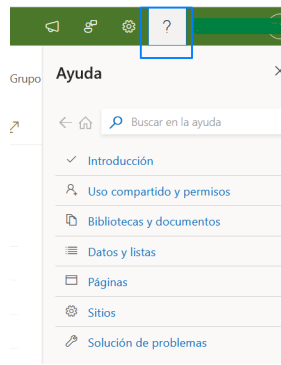 ?
Grupo
Ayuda
Buscar en la ayuda
Introducción
Uso compartido y permisos
Bibliotecas y documentos
Datos y listas
Páginas
Sitios
Solución de problemas